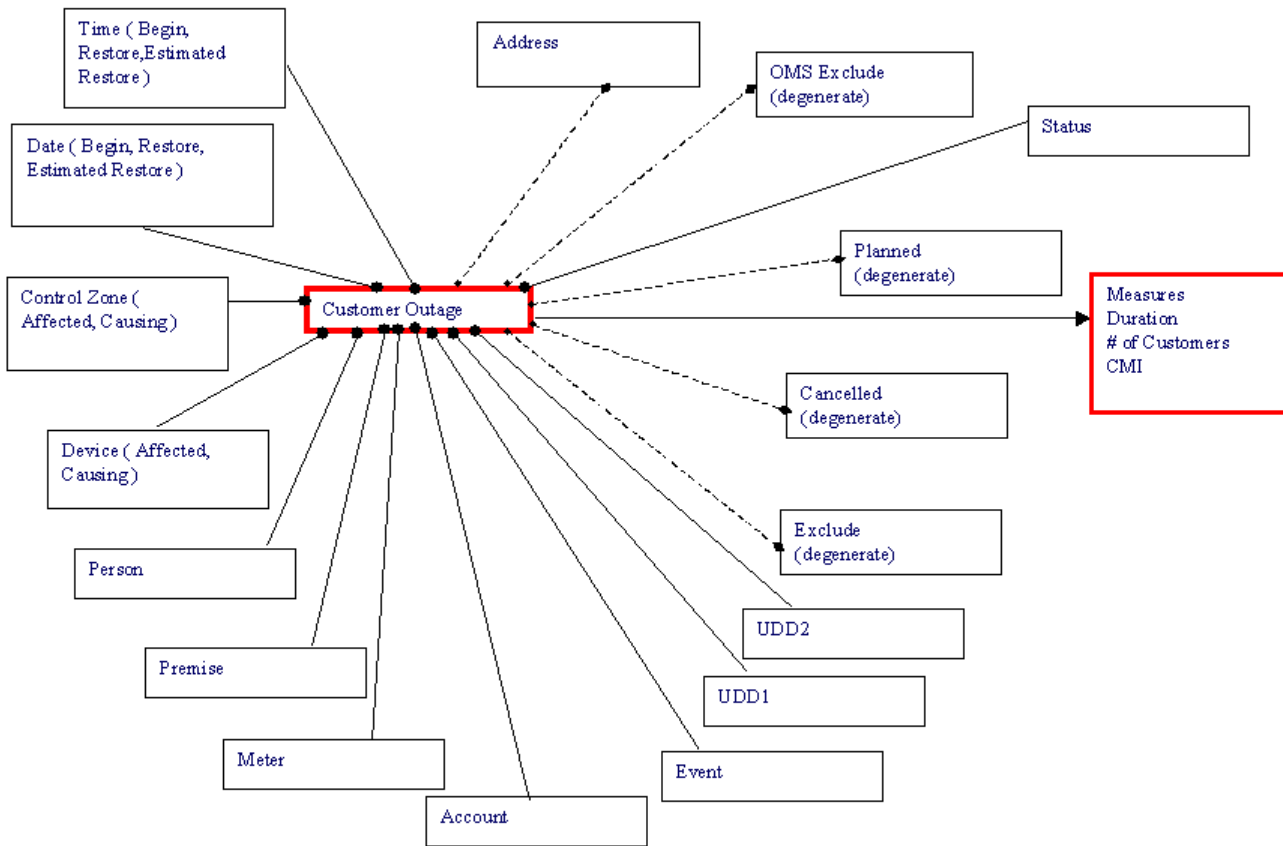 Time ( Begin,
Restore,Estimated
Restore )
Address
OMS Exclude
(degenerate)
Status
Date ( Begin, Restore,
Estimated Restore )
Planned
(degenerate)
Control Zone (
Affected, Causing )
Customer Outage
Measures
Duration
# of Customers
CMI
Cancelled
(degenerate)
Device ( Affected,
Causing )
Exclude
(degenerate)
Person
UDD2
Premise
UDD1
Meter
Event
Account